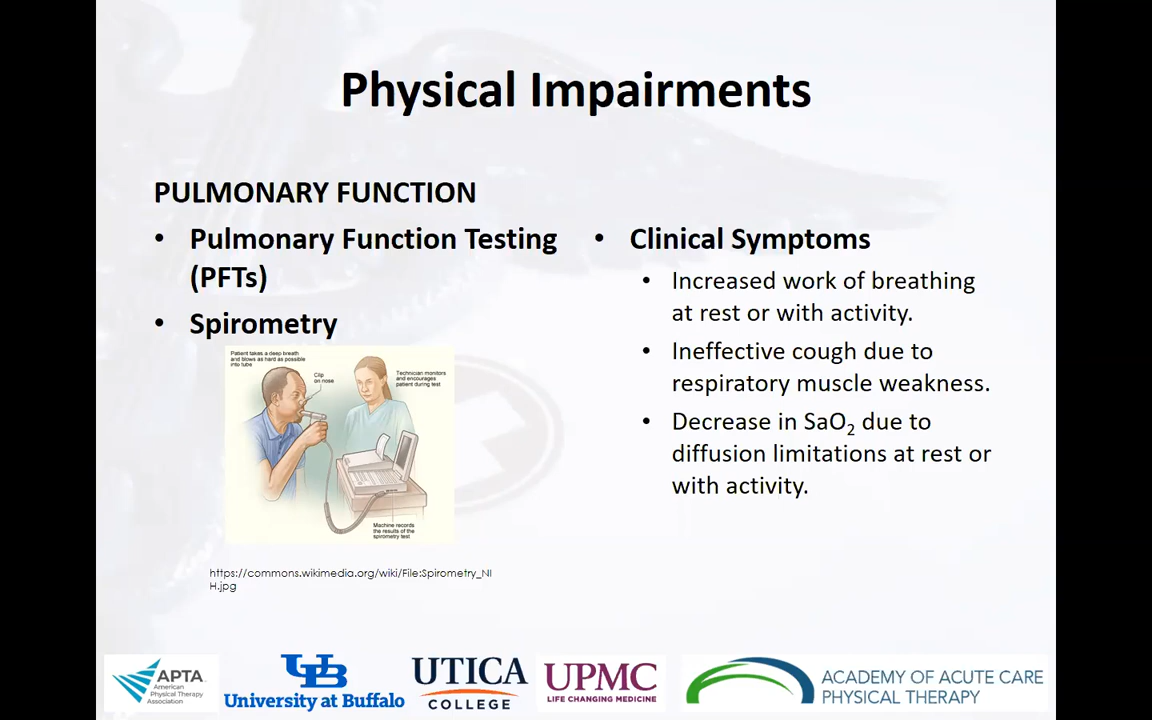 Physical Impairments
PULMONARY FUNCTION
• Pulmonary Function Testing
(PFTs)
• Spirometry
Patient takes a deep breath
and blows as hard as possible
into tube
Clip
on nose
Technician monitors
and encourages
patient during test
Machine records
the results of the
spirometry test
https://commons.wikimedia.org/wiki/File:Spirometry_NI
H.jpg
• Clinical Symptoms
• Increased work of breathing
at rest or with activity.
• Ineffective cough due to
respiratory muscle weakness.
• Decrease in SaO₂ due to
diffusion limitations at rest or
with activity.
APTA
American
Physical Therapy
Association
UB
University at Buffalo
UTICA
COLLEGE
UPMC
LIFE CHANGING MEDICINE
ACADEMY OF ACUTE CARE
PHYSICAL THERAPY